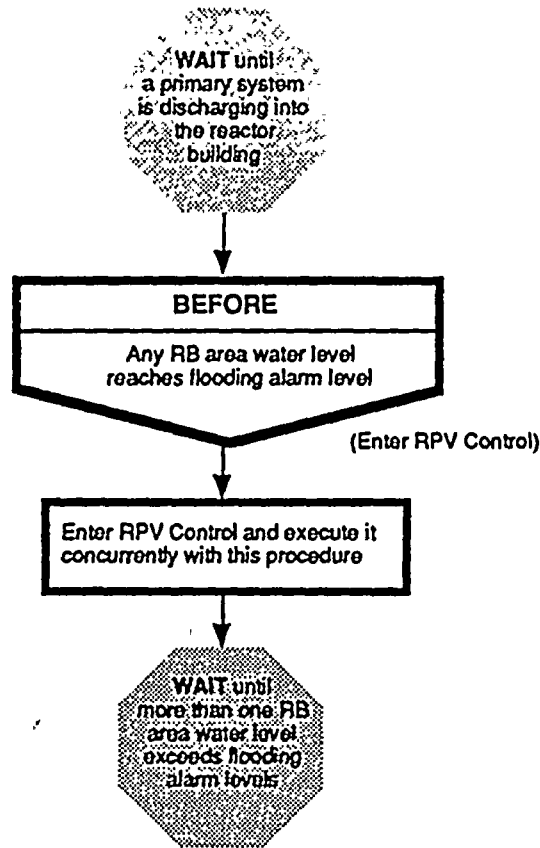 WAIT until
a primary system
is discharging into
the reactor
building
BEFORE
Any RB area water level
reaches flooding alarm level
(Enter RPV Control)
Enter RPV Control and execute it
concurrently with this procedure
WAIT until
more than one RB
area water level
exceeds flooding
alarm levels